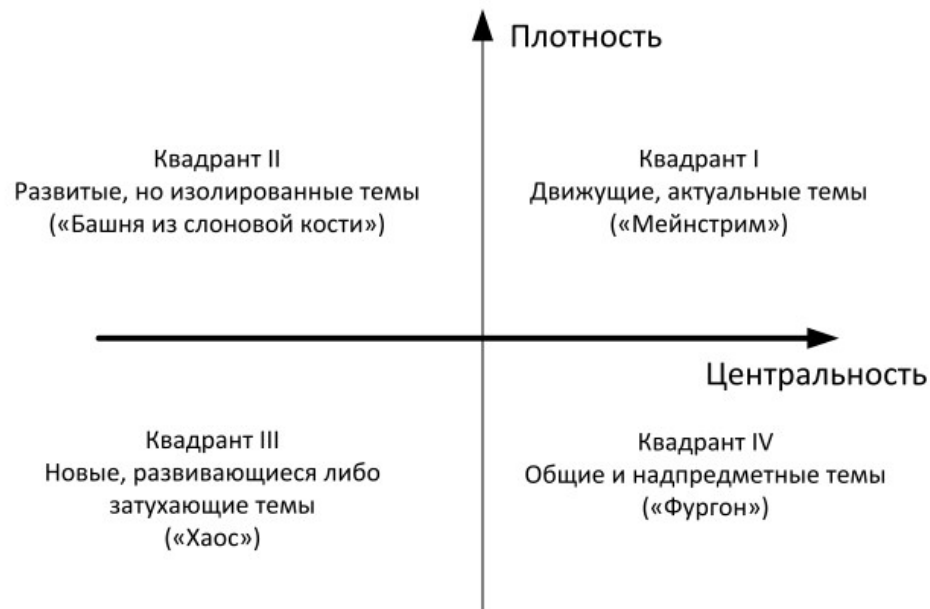 Плотность
Квадрант II
Развитые, но изолированные темы
(«Башня из слоновой кости»)
Квадрант I
Движущие, актуальные темы
(«Мейнстрим»)
Центральность
Квадрант III
Новые, развивающиеся либо
затухающие темы
(«Хаос»)
Квадрант IV
Общие и надпредметные темы
(«Фургон»)